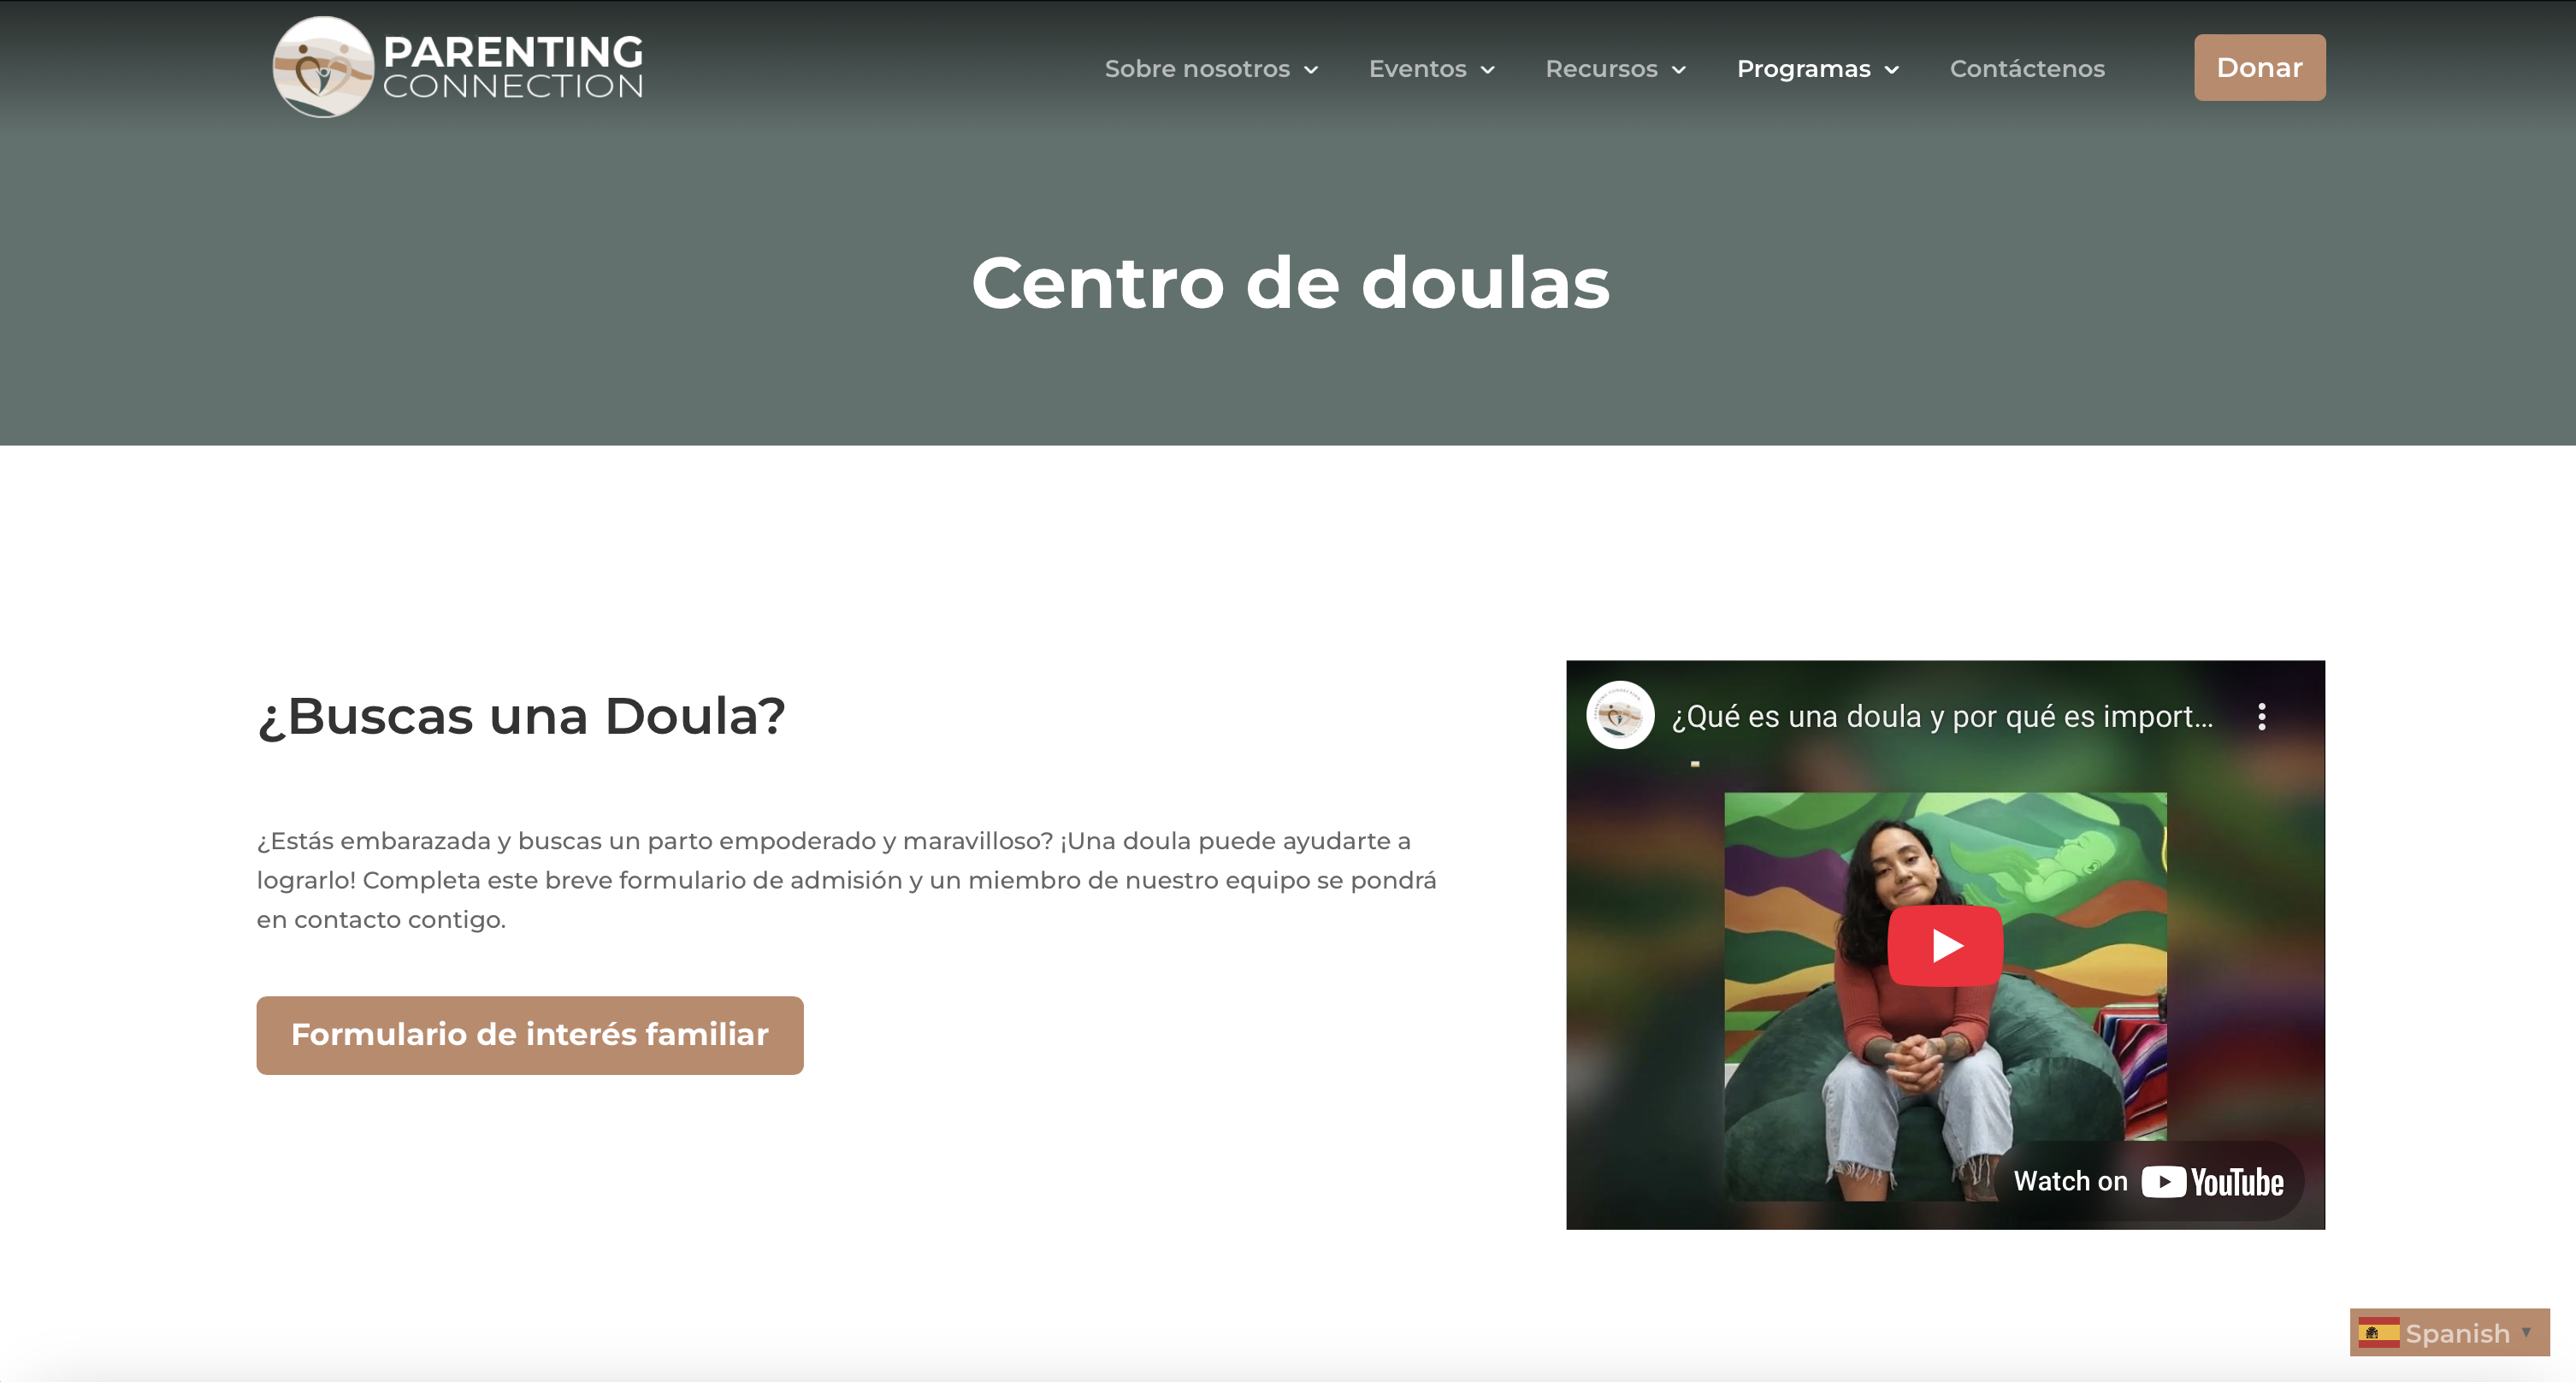 PARENTING
CONNECTION
Sobre nosotros
Eventos
Recursos
Programas
Contáctenos
Donar
Centro de doulas
¿Buscas una Doula?
¿Estás embarazada y buscas un parto empoderado y maravilloso? ¡Una doula puede ayudarte a
lograrlo! Completa este breve formulario de admisión y un miembro de nuestro equipo se pondrá
en contacto contigo.
Formulario de interés familiar
¿Qué es una doula y por qué es import...
Watch on YouTube
Spanish